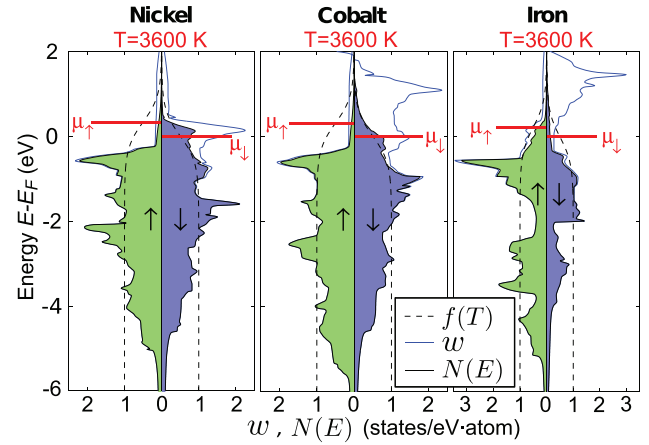 Nickel Cobalt Iron
T=3600 K T=3600 K T=3600 K
Energy E-E_F (eV)
2
0
-2
-4
-6
μ↑ μ↓ μ↑ μ↓ μ↑ μ↓
↑ ↓ ↑ ↓ ↑ ↓
f(T)
w
N(E)
2 1 0 1 2 1 0 1 2 3 2 1 0 1 2 3
w , N(E) (states/eV·atom)